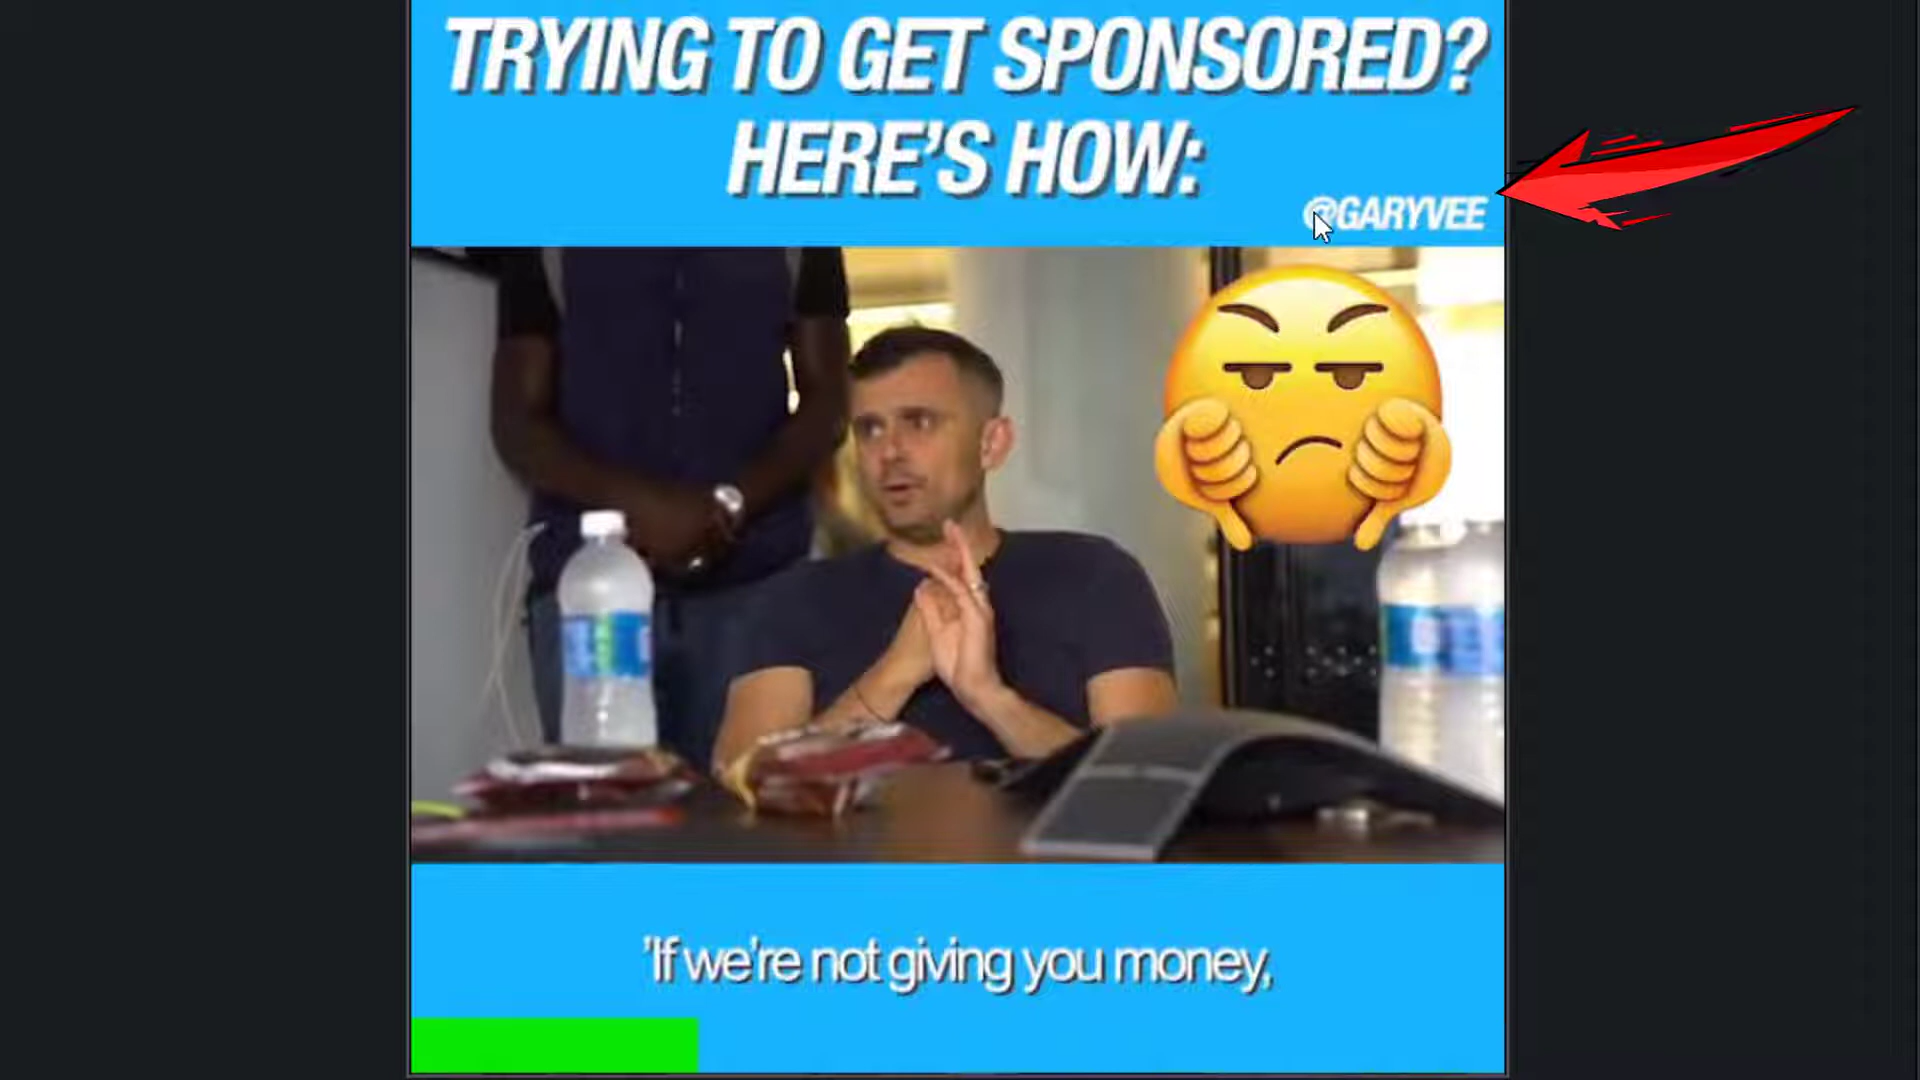 TRYING TO GET SPONSORED?
HERE'S HOW:
@GARYVEE
'If we're not giving you money,